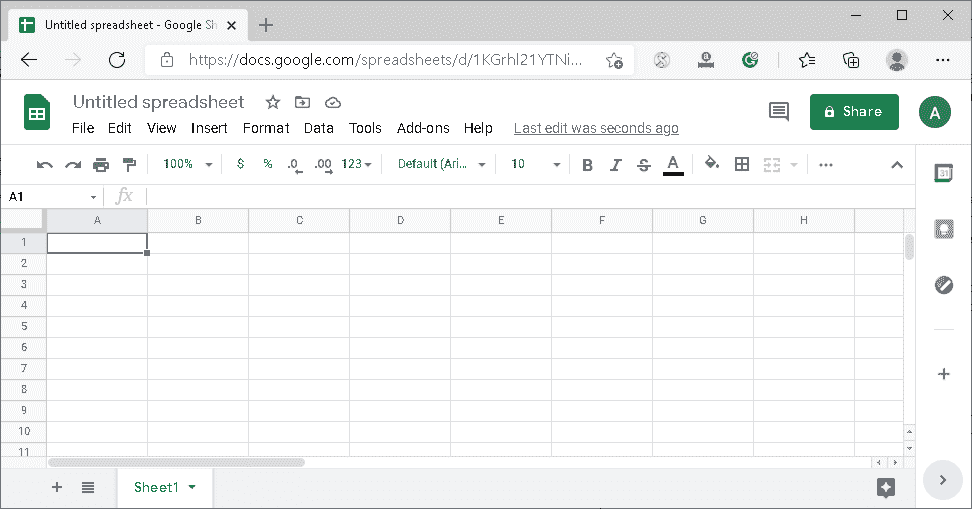 Untitled spreadsheet - Google Sh
https://docs.google.com/spreadsheets/d/1KGrhl21YTNi...
Untitled spreadsheet
File Edit View Insert Format Data Tools Add-ons Help Last edit was seconds ago
Share
A
100% $ % .0 .00 123 Default (Ari... 10 B I S A
A1 fx
A B C D E F G H
1
2
3
4
5
6
7
8
9
10
11
31
Sheet1